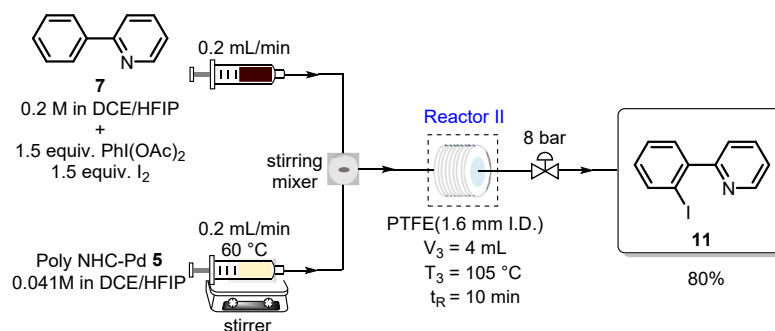 N
7
0.2 M in DCE/HFIP
+
1.5 equiv. PhI(OAc)2
1.5 equiv. I2
0.2 mL/min
stirring
mixer
Poly NHC-Pd 5
0.041M in DCE/HFIP
0.2 mL/min
60 °C
stirrer
Reactor II
PTFE(1.6 mm I.D.)
V3 = 4 mL
T3 = 105 °C
tR = 10 min
8 bar
N
I
11
80%